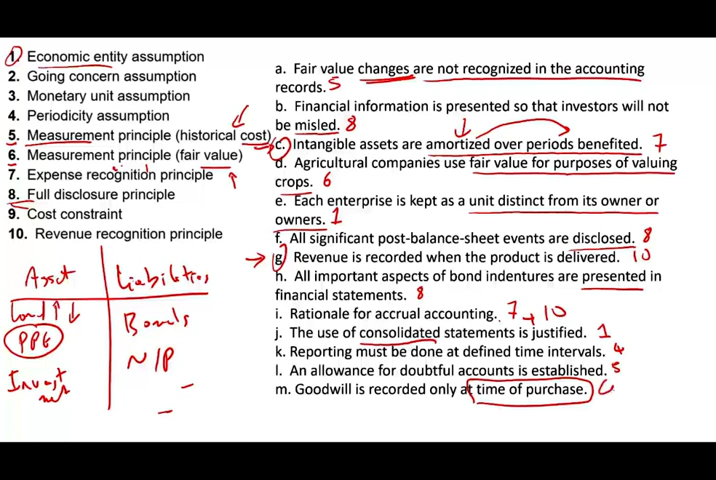 1. Economic entity assumption
2. Going concern assumption
3. Monetary unit assumption
4. Periodicity assumption
5. Measurement principle (historical cost)
6. Measurement principle (fair value)
7. Expense recognition principle
8. Full disclosure principle
9. Cost constraint
10. Revenue recognition principle
Asset Liabilities
Land Bonds
PPE N/P
Invest
ment
a. Fair value changes are not recognized in the accounting
records. 5
b. Financial information is presented so that investors will not
be misled. 8
c. Intangible assets are amortized over periods benefited. 7
d. Agricultural companies use fair value for purposes of valuing
crops. 6
e. Each enterprise is kept as a unit distinct from its owner or
owners. 1
f. All significant post-balance-sheet events are disclosed. 8
g. Revenue is recorded when the product is delivered. 10
h. All important aspects of bond indentures are presented in
financial statements. 8
i. Rationale for accrual accounting. 7 + 10
j. The use of consolidated statements is justified. 1
k. Reporting must be done at defined time intervals. 4
l. An allowance for doubtful accounts is established. 5
m. Goodwill is recorded only at time of purchase.